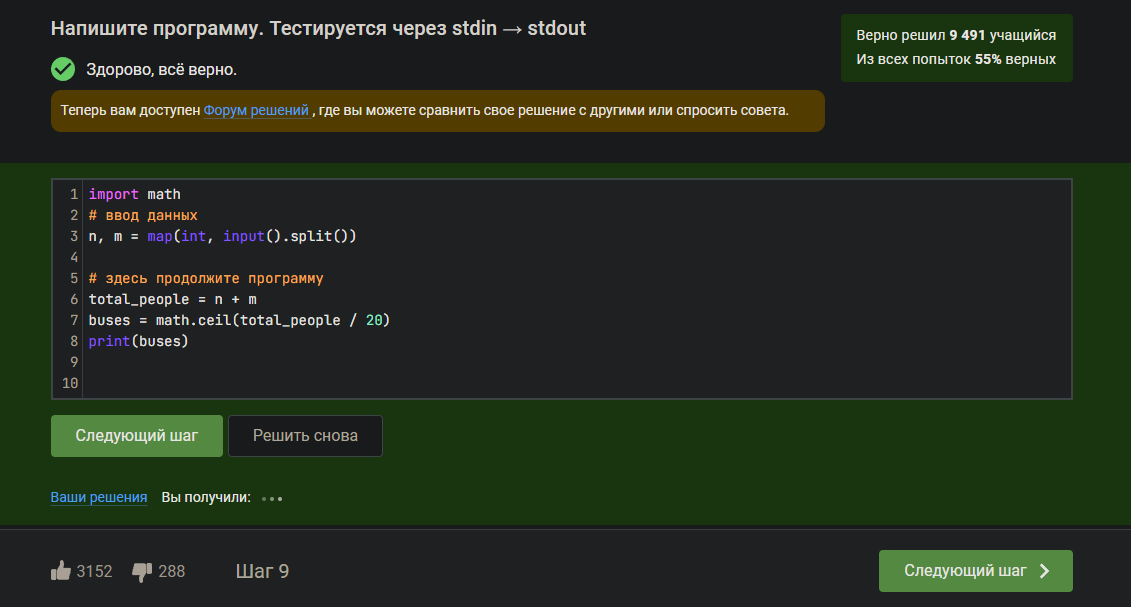 Напишите программу. Тестируется через stdin → stdout
Здорово, всё верно.
Теперь вам доступен Форум решений , где вы можете сравнить свое решение с другими или спросить совета.
Верно решил 9 491 учащийся
Из всех попыток 55% верных
1 import math
2 # ввод данных
3 n, m = map(int, input().split())
4
5 # здесь продолжите программу
6 total_people = n + m
7 buses = math.ceil(total_people / 20)
8 print(buses)
9
10
Следующий шаг Решить снова
Ваши решения Вы получили:
3152 288 Шаг 9 Следующий шаг